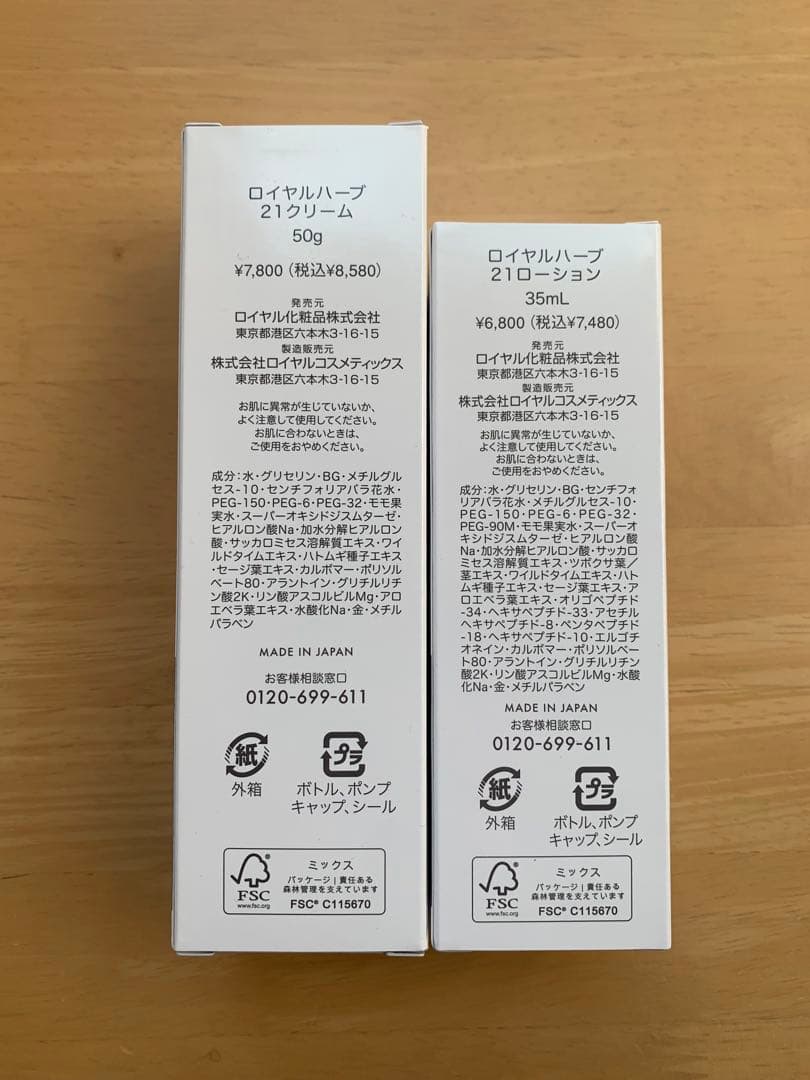 ロイヤルハーブ
21クリーム
50g
¥7,800（税込¥8,580）
発売元
ロイヤル化粧品株式会社
東京都港区六本木3-16-15
製造販売元
株式会社ロイヤルコスメティックス
東京都港区六本木3-16-15
お肌に異常が生じていないか、
よく注意して使用してください。
お肌に合わないときは、
ご使用をおやめください。
成分：水・グリセリン・BG・メチルグル
セス-10・センチフォリアバラ花水・
PEG-150・PEG-6・PEG-32・モモ果
実水・スーパーオキシドジスムターゼ・
ヒアルロン酸Na・加水分解ヒアルロン
酸・サッカロミセス溶解質エキス・ワイ
ルドタイムエキス・ハトムギ種子エキス・
セージ葉エキス・カルボマー・ポリソル
ベート80・アラントイン・グリチルリチ
ン酸2K・リン酸アスコルビルMg・アロ
エベラ葉エキス・水酸化Na・金・メチル
パラベン
MADE IN JAPAN
お客様相談窓口
0120-699-611
紙
外箱
プラ
ボトル、ポンプ
キャップ、シール
FSC
www.fsc.org
ミックス
パッケージ｜責任ある
森林管理を支えています
FSC® C115670
ロイヤルハーブ
21ローション
35mL
¥6,800（税込¥7,480）
発売元
ロイヤル化粧品株式会社
東京都港区六本木3-16-15
製造販売元
株式会社ロイヤルコスメティックス
東京都港区六本木3-16-15
お肌に異常が生じていないか、
よく注意して使用してください。
お肌に合わないときは、
ご使用をおやめください。
成分：水・グリセリン・BG・センチフォ
リアバラ花水・メチルグルセス-10・
PEG-150・PEG-6・PEG-32・
PEG-90M・モモ果実水・スーパーオ
キシドジスムターゼ・ヒアルロン酸
Na・加水分解ヒアルロン酸・サッカロ
ミセス溶解質エキス・ツボクサ葉／
茎エキス・ワイルドタイムエキス・ハト
ムギ種子エキス・セージ葉エキス・ア
ロエベラ葉エキス・オリゴペプチド
-34・ヘキサペプチド-33・アセチル
ヘキサペプチド-8・ペンタペプチド
-18・ヘキサペプチド-10・エルゴチ
オネイン・カルボマー・ポリソルベー
ト80・アラントイン・グリチルリチン
酸2K・リン酸アスコルビルMg・水酸
化Na・金・メチルパラベン
MADE IN JAPAN
お客様相談窓口
0120-699-611
紙
外箱
プラ
ボトル、ポンプ
キャップ、シール
FSC
www.fsc.org
ミックス
パッケージ｜責任ある
森林管理を支えています
FSC® C115670